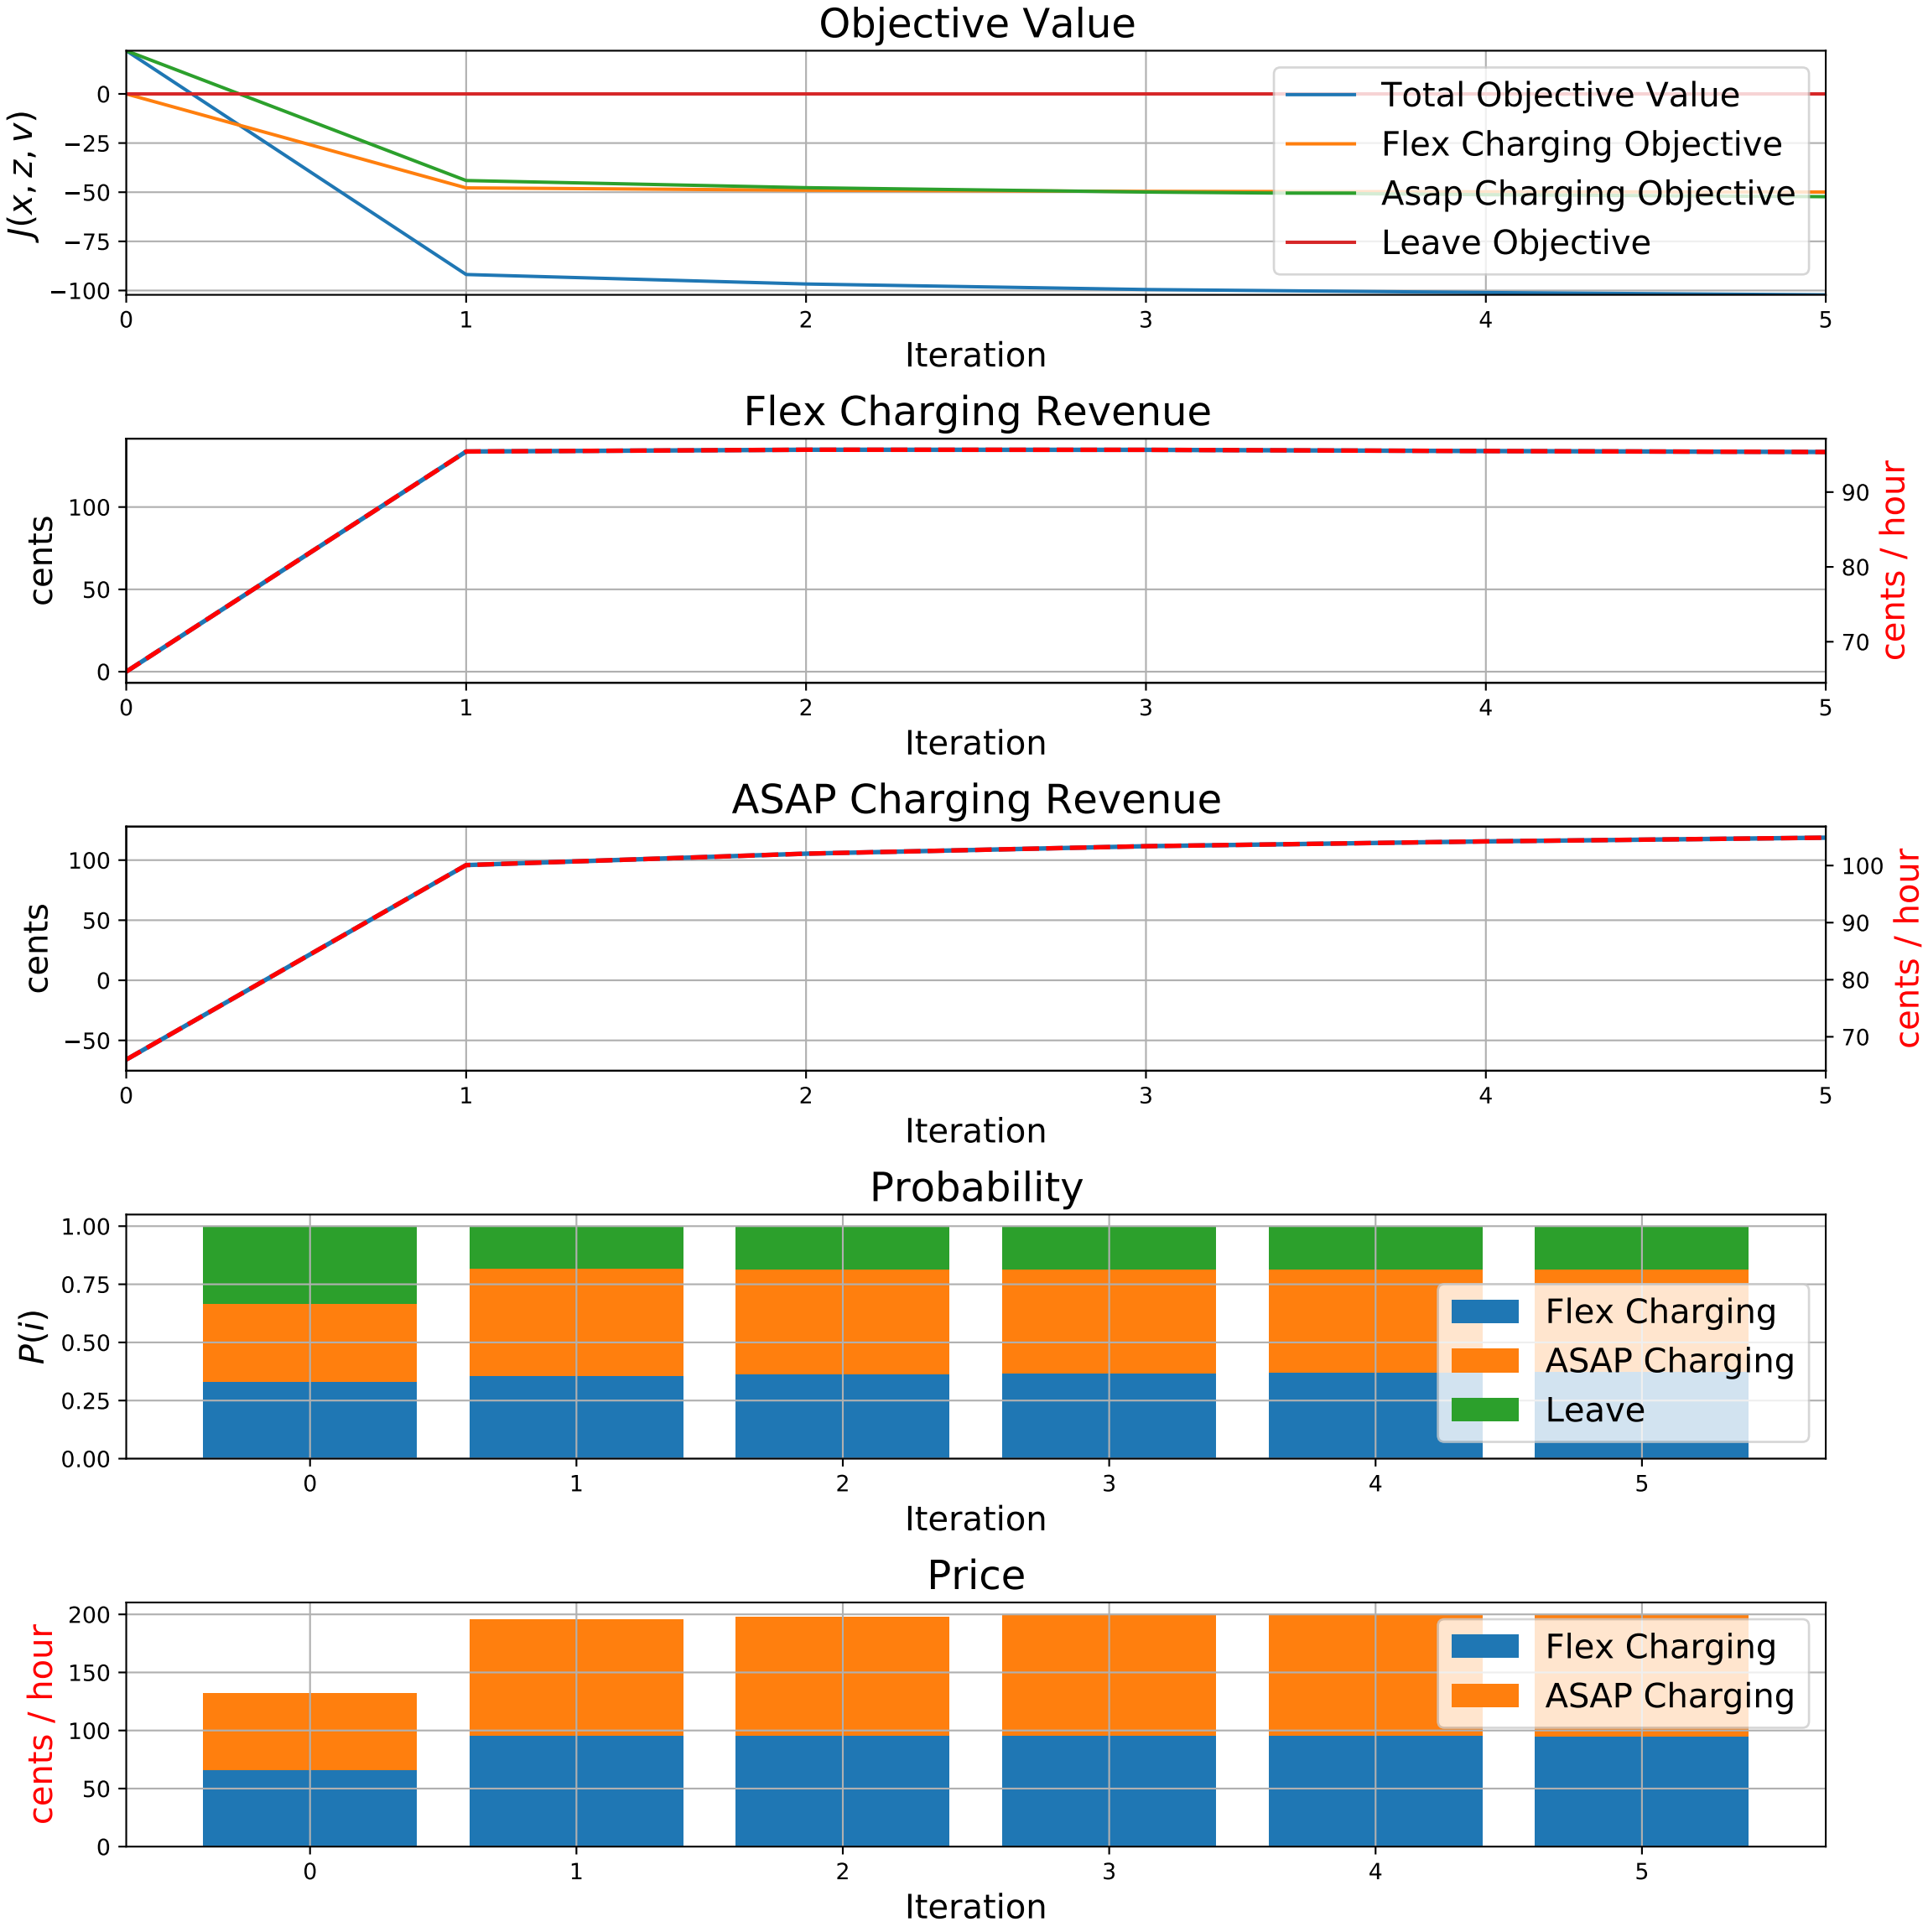 Objective Value
J(x, z, v)
0
−25
−50
−75
−100
Total Objective Value
Flex Charging Objective
Asap Charging Objective
Leave Objective
0 1 2 3 4 5
Iteration
Flex Charging Revenue
cents
100
50
0
90
80
70
cents / hour
0 1 2 3 4 5
Iteration
ASAP Charging Revenue
cents
100
50
0
−50
100
90
80
70
cents / hour
0 1 2 3 4 5
Iteration
Probability
P(i)
1.00
0.75
0.50
0.25
0.00
Flex Charging
ASAP Charging
Leave
0 1 2 3 4 5
Iteration
Price
cents / hour
200
150
100
50
0
Flex Charging
ASAP Charging
0 1 2 3 4 5
Iteration